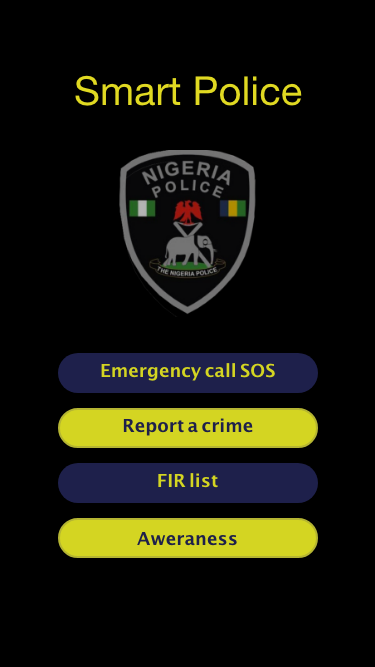 Smart Police
NIGERIA
POLICE
THE NIGERIA POLICE
Emergency call SOS
Report a crime
FIR list
Aweraness